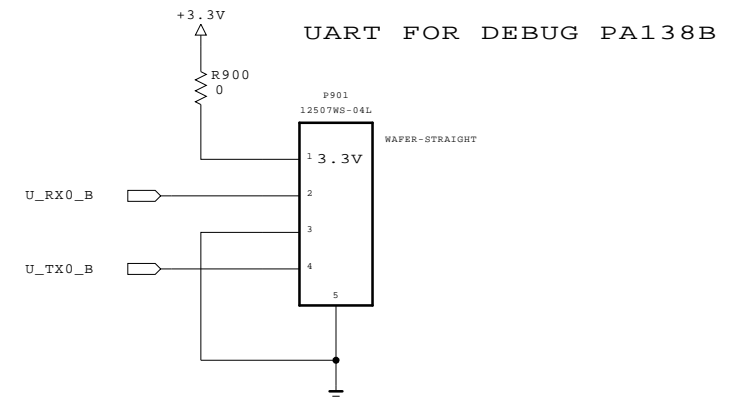 +3.3V
UART FOR DEBUG PA138B
R900
0
P901
12507WS-04L
WAFER-STRAIGHT
1 3.3V
U_RX0_B
2
3
U_TX0_B
4
5